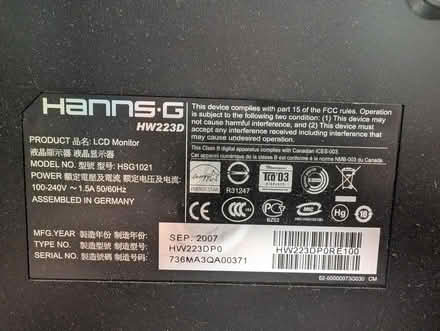 HANNS·G
HW223D
This device complies with part 15 of the FCC rules. Operation
is subject to the following two condition: (1) This device may
not cause harmful interference, and (2) This device must
accept any interference received, including interference
that may cause undesired operation.
This Class B digital apparatus complies with Canadian ICES-003.
Cet appareil numérique de la classe B est conforme à la norme NMB-003 du Canada.
PRODUCT 品名: LCD Monitor
液晶顯示器 液晶显示器
MODEL NO. 型號 型号: HSG1021
POWER 額定電壓及電流 额定电压及电流:
100-240V ~ 1.5A 50/60Hz
ASSEMBLED IN GERMANY
R31247
TCO 03
CCC
BZ02
Hg
MFG.YEAR 製造年份 制造年份: SEP. 2007
TYPE NO. 製造型號 制造型号: HW223DP0
SERIAL NO. 製造號碼 制造号码: 736MA3QA00371
HW223DP0RE100
CM